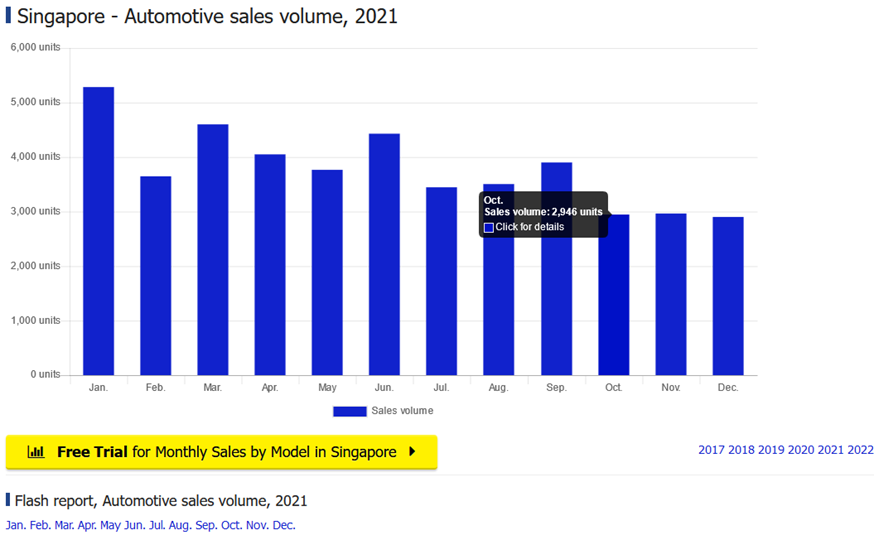 Singapore - Automotive sales volume, 2021
6,000 units
5,000 units
4,000 units
3,000 units
2,000 units
1,000 units
0 units
Oct.
Sales volume: 2,946 units
Click for details
Jan. Feb. Mar. Apr. May Jun. Jul. Aug. Sep. Oct. Nov. Dec.
Sales volume
Free Trial for Monthly Sales by Model in Singapore
2017 2018 2019 2020 2021 2022
Flash report, Automotive sales volume, 2021
Jan. Feb. Mar. Apr. May Jun. Jul. Aug. Sep. Oct. Nov. Dec.